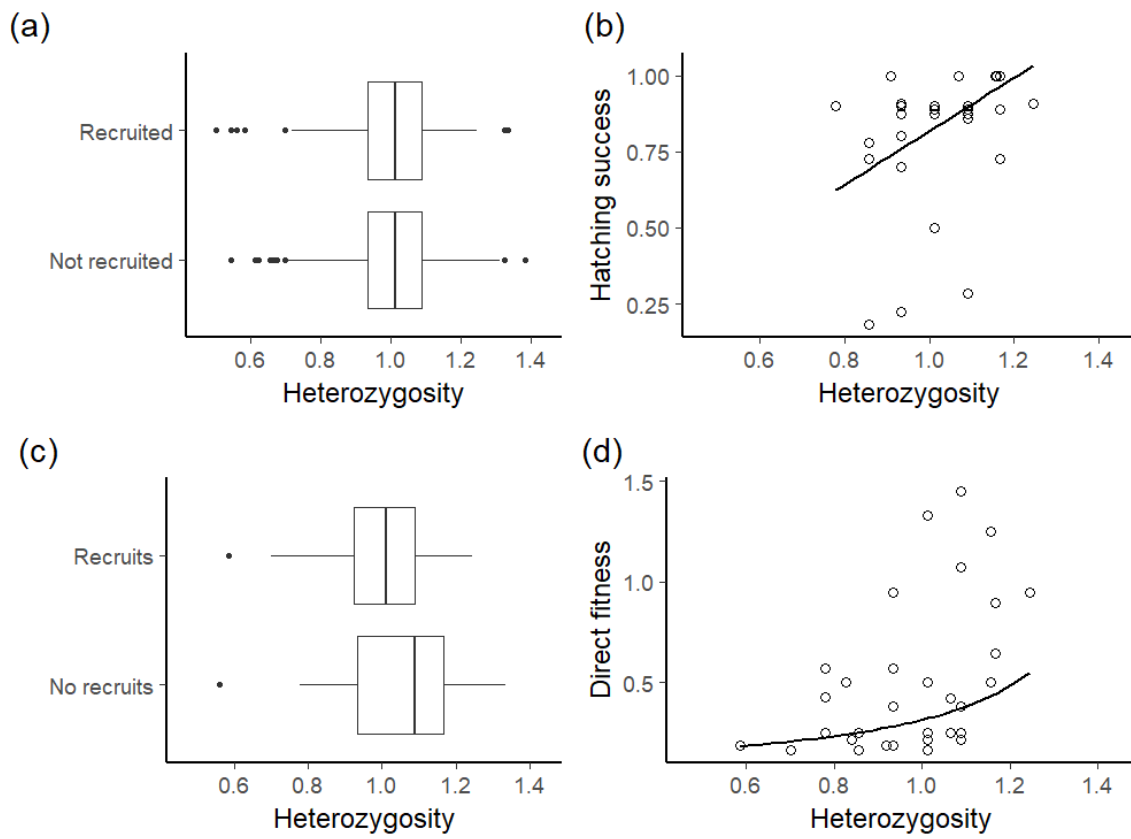 (a)
Recruited
Not recruited
0.6 0.8 1.0 1.2 1.4
Heterozygosity
(b)
Hatching success
1.00
0.75
0.50
0.25
0.6 0.8 1.0 1.2 1.4
Heterozygosity
(c)
Recruits
No recruits
0.6 0.8 1.0 1.2 1.4
Heterozygosity
(d)
Direct fitness
1.5
1.0
0.5
0.6 0.8 1.0 1.2 1.4
Heterozygosity